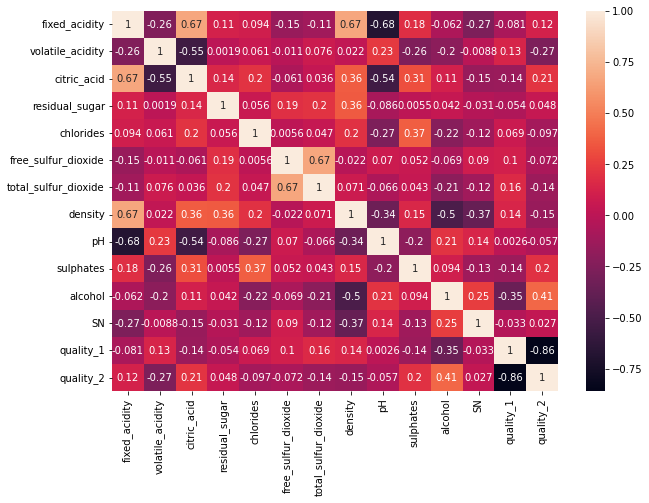 fixed_acidity 1 -0.26 0.67 0.11 0.094 -0.15 -0.11 0.67 -0.68 0.18 -0.062 -0.27 -0.081 0.12
volatile_acidity -0.26 1 -0.55 0.0019 0.061 -0.011 0.076 0.022 0.23 -0.26 -0.2 -0.0088 0.13 -0.27
citric_acid 0.67 -0.55 1 0.14 0.2 -0.061 0.036 0.36 -0.54 0.31 0.11 -0.15 -0.14 0.21
residual_sugar 0.11 0.0019 0.14 1 0.056 0.19 0.2 0.36 -0.086 0.0055 0.042 -0.031 -0.054 0.048
chlorides 0.094 0.061 0.2 0.056 1 0.0056 0.047 0.2 -0.27 0.37 -0.22 -0.12 0.069 -0.097
free_sulfur_dioxide -0.15 -0.011 -0.061 0.19 0.0056 1 0.67 -0.022 0.07 0.052 -0.069 0.09 0.1 -0.072
total_sulfur_dioxide -0.11 0.076 0.036 0.2 0.047 0.67 1 0.071 -0.066 0.043 -0.21 -0.12 0.16 -0.14
density 0.67 0.022 0.36 0.36 0.2 -0.022 0.071 1 -0.34 0.15 -0.5 -0.37 0.14 -0.15
pH -0.68 0.23 -0.54 -0.086 -0.27 0.07 -0.066 -0.34 1 -0.2 0.21 0.14 0.0026 -0.057
sulphates 0.18 -0.26 0.31 0.0055 0.37 0.052 0.043 0.15 -0.2 1 0.094 -0.13 -0.14 0.2
alcohol -0.062 -0.2 0.11 0.042 -0.22 -0.069 -0.21 -0.5 0.21 0.094 1 0.25 -0.35 0.41
SN -0.27 -0.0088 -0.15 -0.031 -0.12 0.09 -0.12 -0.37 0.14 -0.13 0.25 1 -0.033 0.027
quality_1 -0.081 0.13 -0.14 -0.054 0.069 0.1 0.16 0.14 0.0026 -0.14 -0.35 -0.033 1 -0.86
quality_2 0.12 -0.27 0.21 0.048 -0.097 -0.072 -0.14 -0.15 -0.057 0.2 0.41 0.027 -0.86 1
fixed_acidity
volatile_acidity
citric_acid
residual_sugar
chlorides
free_sulfur_dioxide
total_sulfur_dioxide
density
pH
sulphates
alcohol
SN
quality_1
quality_2
1.00
0.75
0.50
0.25
0.00
−0.25
−0.50
−0.75